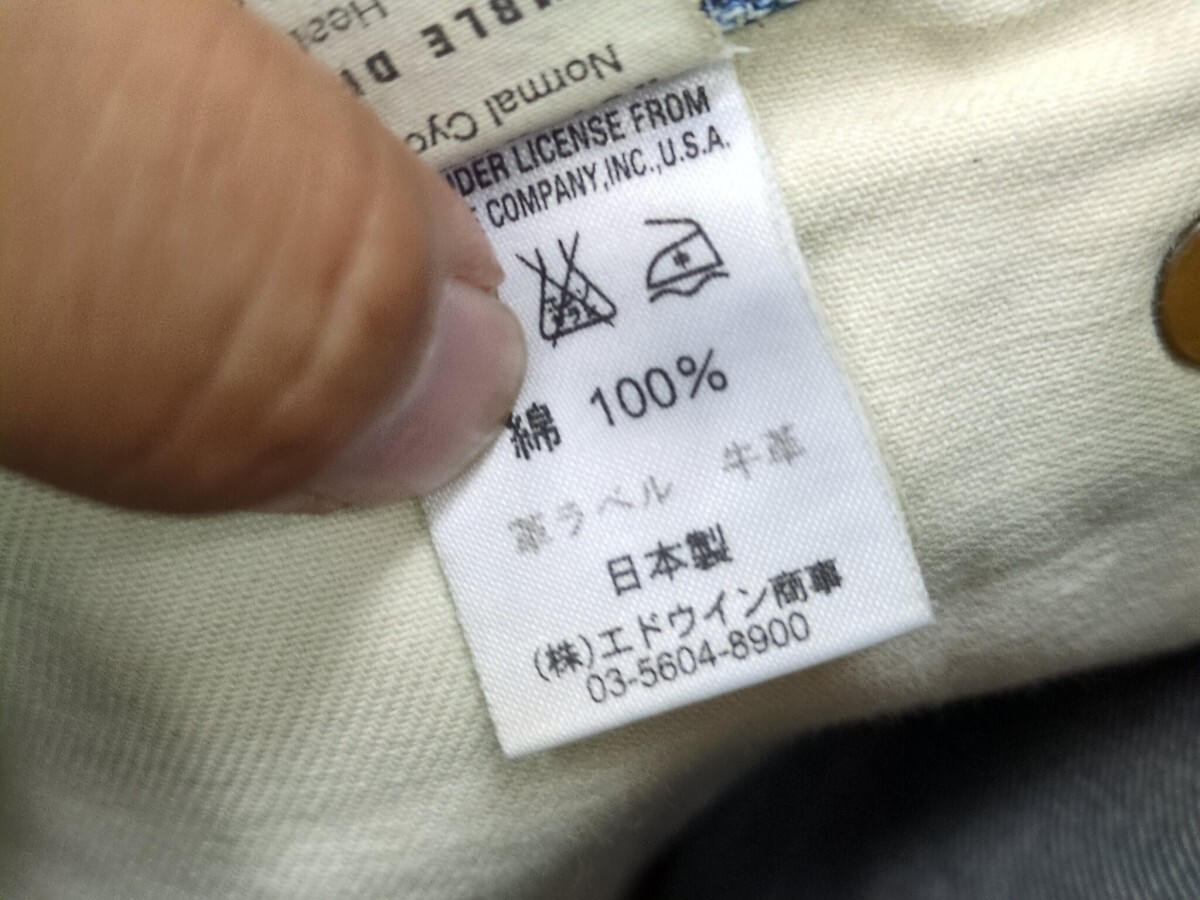 Normal Cyc
UNDER LICENSE FROM
COMPANY,INC.,U.S.A.
中
綿 100%
革ラベル 牛革
日本製
(株)エドウイン商事
03-5604-8900